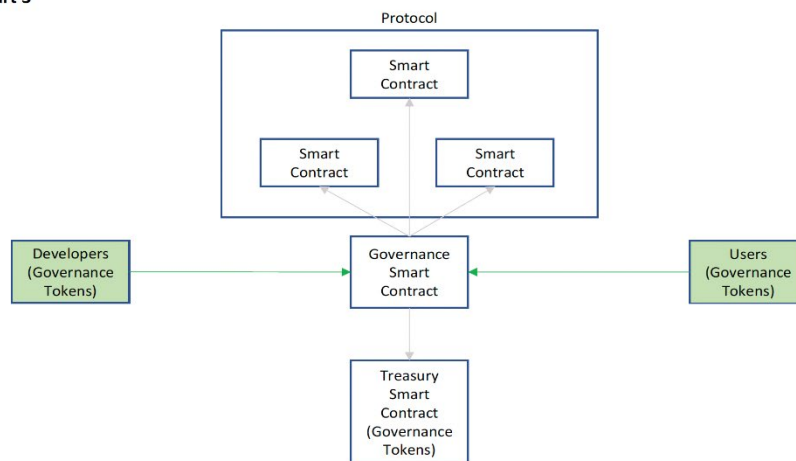 Protocol
Smart
Contract
Smart
Contract
Smart
Contract
Developers
(Governance
Tokens)
Governance
Smart
Contract
Users
(Governance
Tokens)
Treasury
Smart
Contract
(Governance
Tokens)